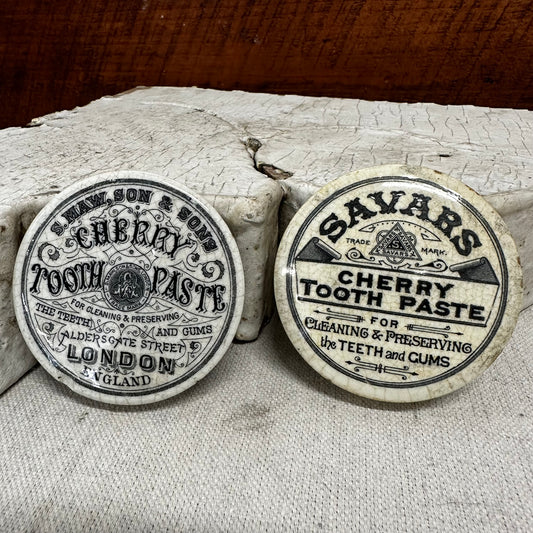 S. MAW, SON & SONS
CHERRY
TOOTH PASTE
FOR CLEANING & PRESERVING
THE TEETH AND GUMS
ALDERSGATE STREET
LONDON
ENGLAND
SAVARS
TRADE MARK.
SAVARS
CHERRY
TOOTH PASTE
FOR
CLEANING & PRESERVING
the TEETH and GUMS